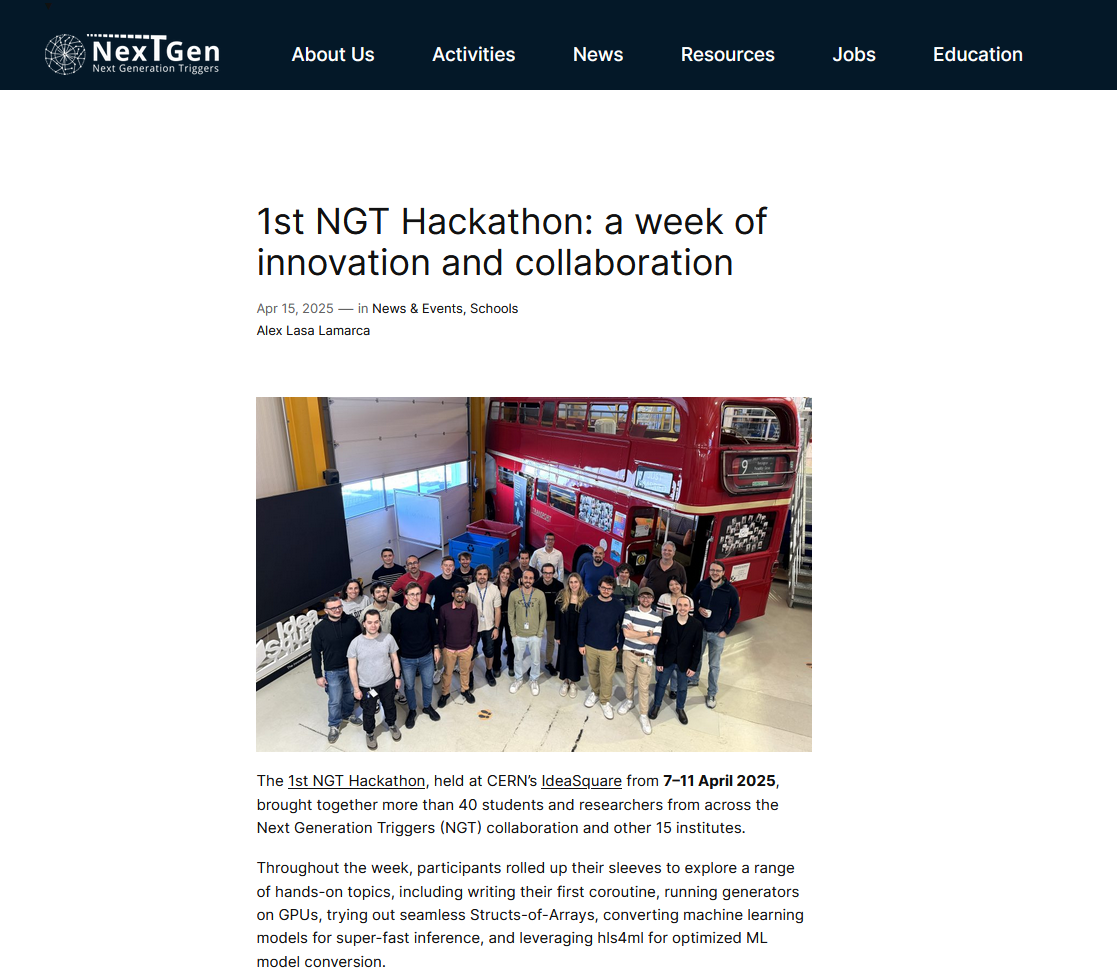 NexTGen
Next Generation Triggers
About Us
Activities
News
Resources
Jobs
Education
1st NGT Hackathon: a week of
innovation and collaboration
Apr 15, 2025 — in News & Events, Schools
Alex Lasa Lamarca
9
Idea
The 1st NGT Hackathon, held at CERN’s IdeaSquare from 7–11 April 2025,
brought together more than 40 students and researchers from across the
Next Generation Triggers (NGT) collaboration and other 15 institutes.
Throughout the week, participants rolled up their sleeves to explore a range
of hands-on topics, including writing their first coroutine, running generators
on GPUs, trying out seamless Structs-of-Arrays, converting machine learning
models for super-fast inference, and leveraging hls4ml for optimized ML
model conversion.